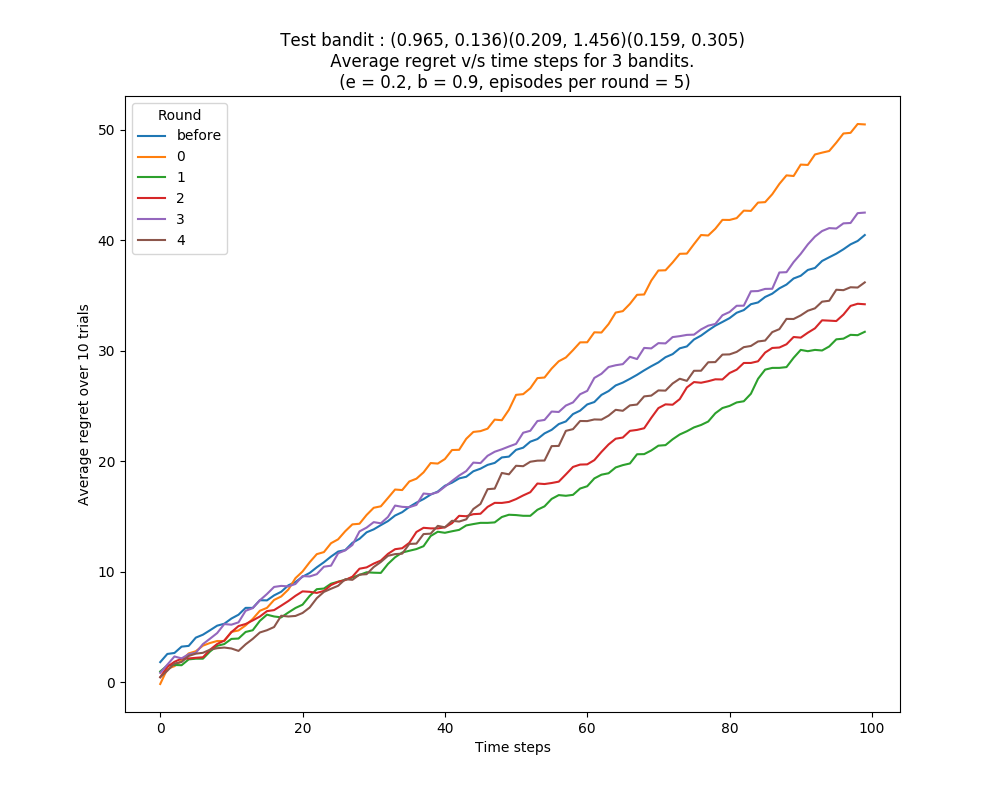 Test bandit : (0.965, 0.136)(0.209, 1.456)(0.159, 0.305)
Average regret v/s time steps for 3 bandits.
(e = 0.2, b = 0.9, episodes per round = 5)
Round
before
0
1
2
3
4
50
40
30
20
10
0
Average regret over 10 trials
0 20 40 60 80 100
Time steps